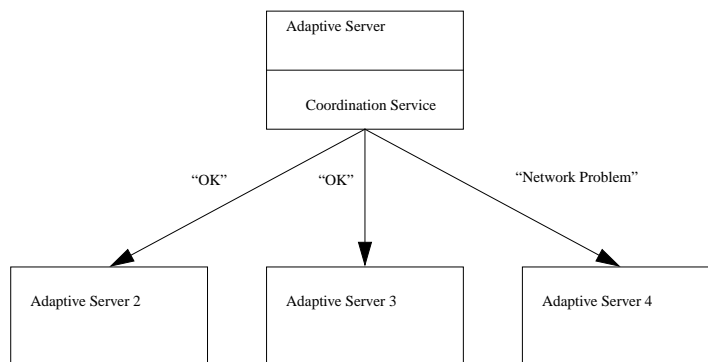 Adaptive Server
Coordination Service
“OK”
“OK”
“Network Problem”
Adaptive Server 2
Adaptive Server 3
Adaptive Server 4